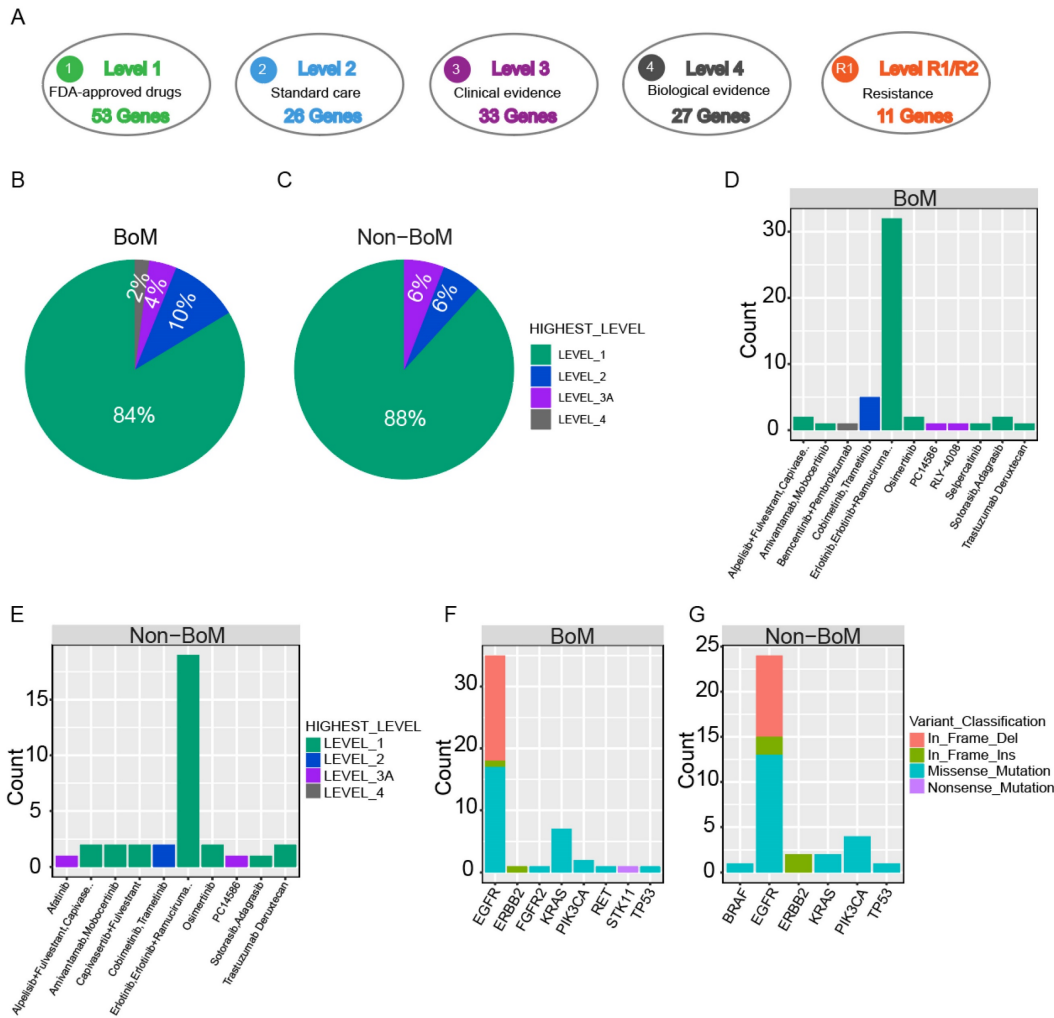 A
1 Level 1
FDA-approved drugs
53 Genes
2 Level 2
Standard care
26 Genes
3 Level 3
Clinical evidence
33 Genes
4 Level 4
Biological evidence
27 Genes
R1 Level R1/R2
Resistance
11 Genes
B
BoM
2%
4%
10%
84%
C
Non-BoM
6%
6%
88%
HIGHEST_LEVEL
LEVEL_1
LEVEL_2
LEVEL_3A
LEVEL_4
D
BoM
Count
30
20
10
0
Alpelisib+Fulvestrant,Capivase..
Amivantamab,Mobocertinib
Bemcentinib+Pembrolizumab
Cobimetinib,Trametinib
Erlotinib,Erlotinib+Ramuciruma..
Osimertinib
PC14586
RLY-4008
Selpercatinib
Sotorasib,Adagrasib
Trastuzumab Deruxtecan
E
Non-BoM
Count
15
10
5
0
Afatinib
Alpelisib+Fulvestrant,Capivase..
Amivantamab,Mobocertinib
Capivasertib+Fulvestrant
Cobimetinib,Trametinib
Erlotinib,Erlotinib+Ramuciruma..
Osimertinib
PC14586
Sotorasib,Adagrasib
Trastuzumab Deruxtecan
HIGHEST_LEVEL
LEVEL_1
LEVEL_2
LEVEL_3A
LEVEL_4
F
BoM
Count
30
20
10
0
EGFR
ERBB2
FGFR2
KRAS
PIK3CA
RET
STK11
TP53
G
Non-BoM
Count
25
20
15
10
5
0
BRAF
EGFR
ERBB2
KRAS
PIK3CA
TP53
Variant_Classification
In_Frame_Del
In_Frame_Ins
Missense_Mutation
Nonsense_Mutation